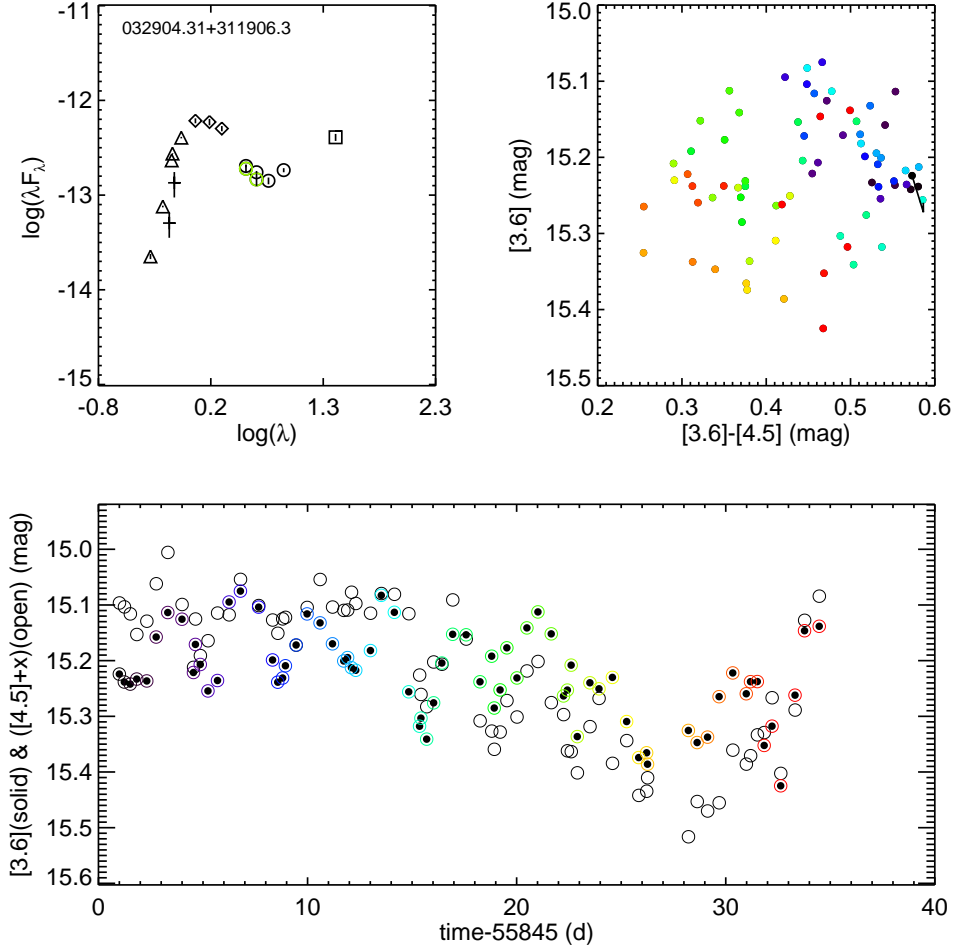 032904.31+311906.3
-11
-12
-13
-14
-15
log(λFλ)
-0.8 0.2 1.3 2.3
log(λ)
15.0
15.1
15.2
15.3
15.4
15.5
[3.6] (mag)
0.2 0.3 0.4 0.5 0.6
[3.6]-[4.5] (mag)
15.0
15.1
15.2
15.3
15.4
15.5
15.6
[3.6](solid) & ([4.5]+x)(open) (mag)
0 10 20 30 40
time-55845 (d)